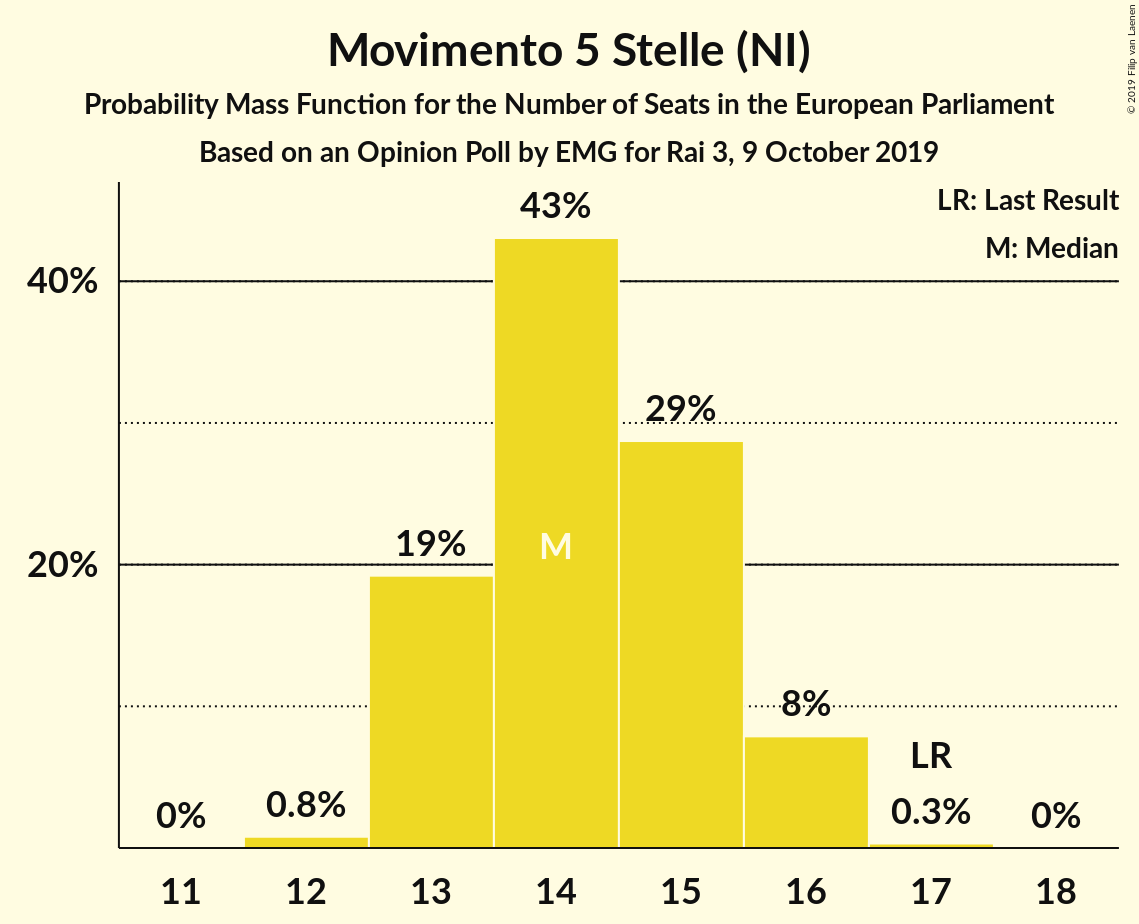 Movimento 5 Stelle (NI)
Probability Mass Function for the Number of Seats in the European Parliament
Based on an Opinion Poll by EMG for Rai 3, 9 October 2019
© 2019 Filip van Laenen
LR: Last Result
M: Median
43%
40%
29%
19%
M
20%
8%
LR
0%
0.8%
0.3%
0%
11 12 13 14 15 16 17 18